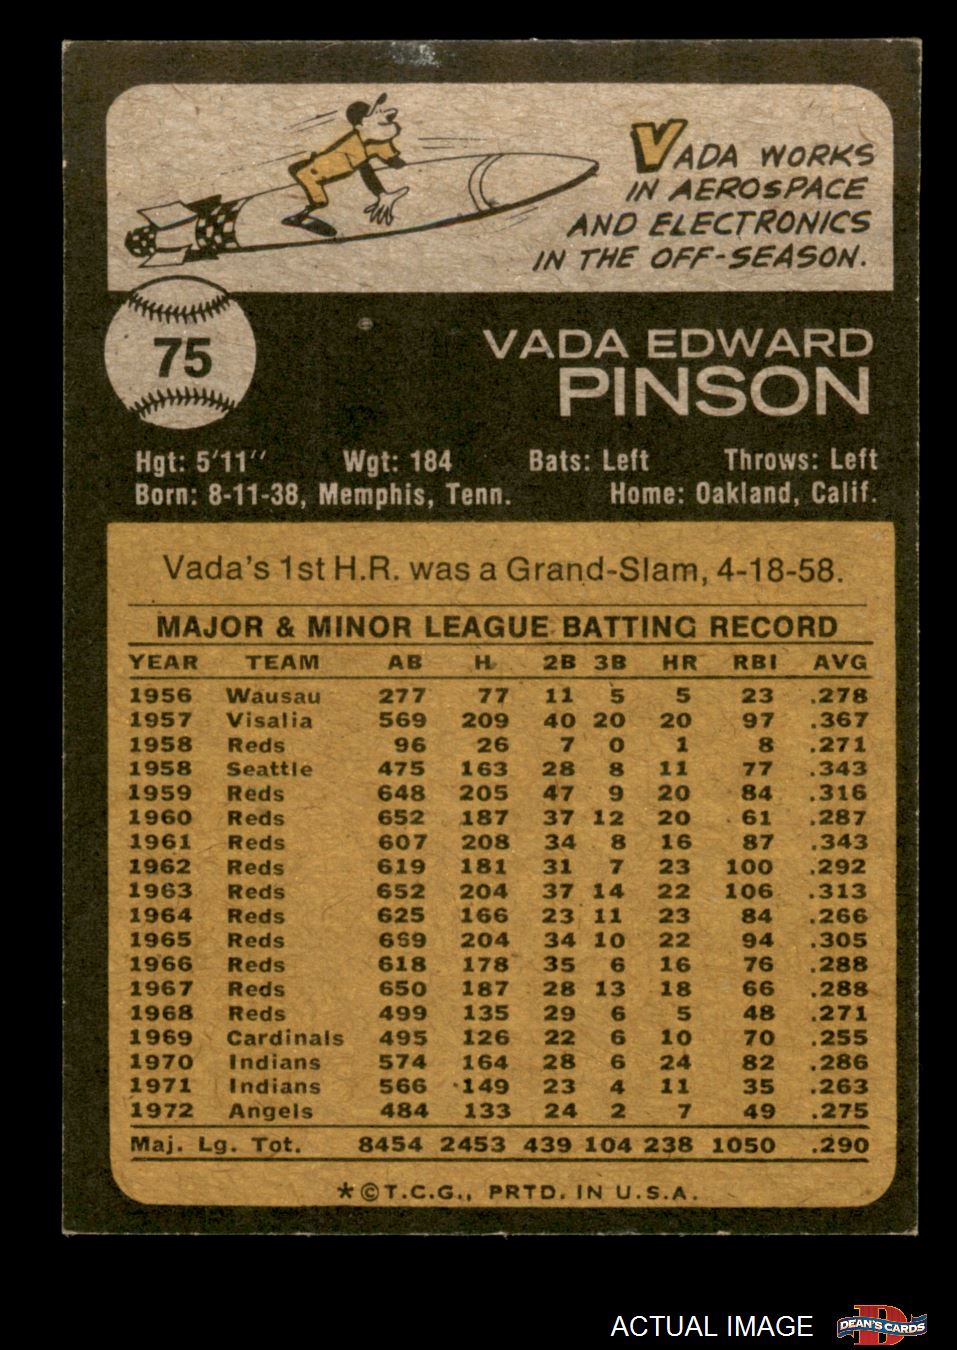 VADA WORKS
IN AEROSPACE
AND ELECTRONICS
IN THE OFF-SEASON.
75
VADA EDWARD
PINSON
Hgt: 5'11" Wgt: 184 Bats: Left Throws: Left
Born: 8-11-38, Memphis, Tenn. Home: Oakland, Calif.
Vada's 1st H.R. was a Grand-Slam, 4-18-58.
MAJOR & MINOR LEAGUE BATTING RECORD
YEAR TEAM AB H 2B 3B HR RBI AVG
1956 Wausau 277 77 11 5 5 23 .278
1957 Visalia 569 209 40 20 20 97 .367
1958 Reds 96 26 7 0 1 8 .271
1958 Seattle 475 163 28 8 11 77 .343
1959 Reds 648 205 47 9 20 84 .316
1960 Reds 652 187 37 12 20 61 .287
1961 Reds 607 208 34 8 16 87 .343
1962 Reds 619 181 31 7 23 100 .292
1963 Reds 652 204 37 14 22 106 .313
1964 Reds 625 166 23 11 23 84 .266
1965 Reds 669 204 34 10 22 94 .305
1966 Reds 618 178 35 6 16 76 .288
1967 Reds 650 187 28 13 18 66 .288
1968 Reds 499 135 29 6 5 48 .271
1969 Cardinals 495 126 22 6 10 70 .255
1970 Indians 574 164 28 6 24 82 .286
1971 Indians 566 149 23 4 11 35 .263
1972 Angels 484 133 24 2 7 49 .275
Maj. Lg. Tot. 8454 2453 439 104 238 1050 .290
*©T.C.G., PRTD. IN U.S.A.
ACTUAL IMAGE
D
DEAN'S CARDS